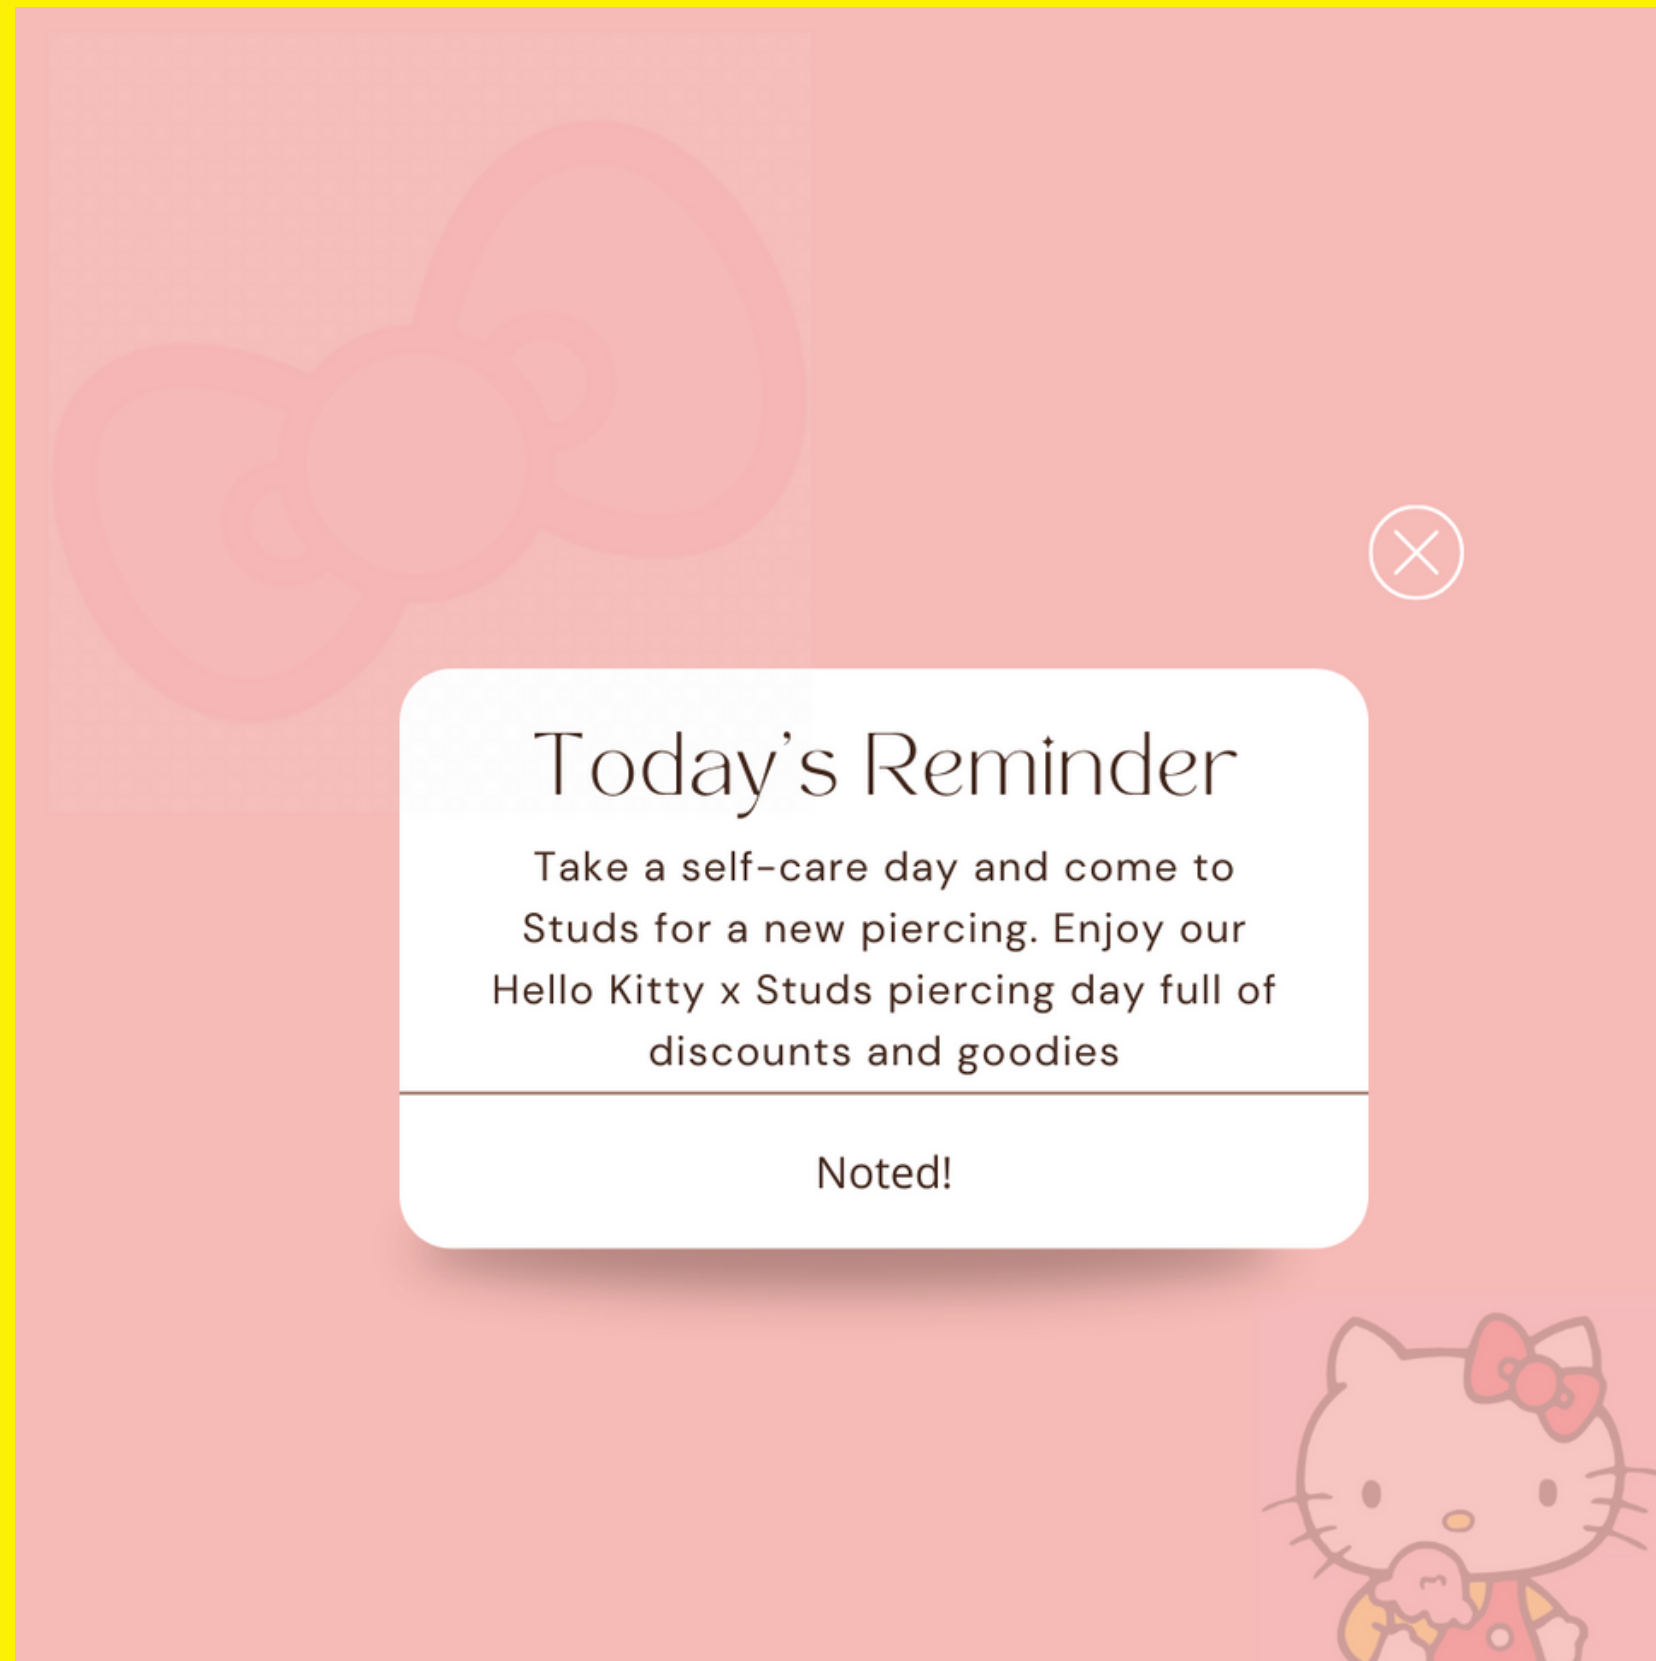 Today's Reminder
Take a self-care day and come to
Studs for a new piercing. Enjoy our
Hello Kitty x Studs piercing day full of
discounts and goodies
Noted!